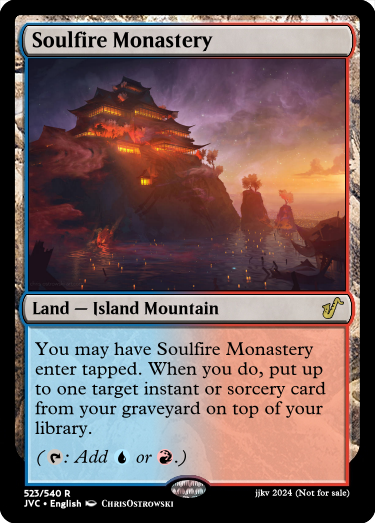 Soulfire Monastery
Land — Island Mountain
You may have Soulfire Monastery
enter tapped. When you do, put up
to one target instant or sorcery card
from your graveyard on top of your
library.
( : Add or .)
523/540 R
JVC • English ChrisOstrowski
jjkv 2024 (Not for sale)